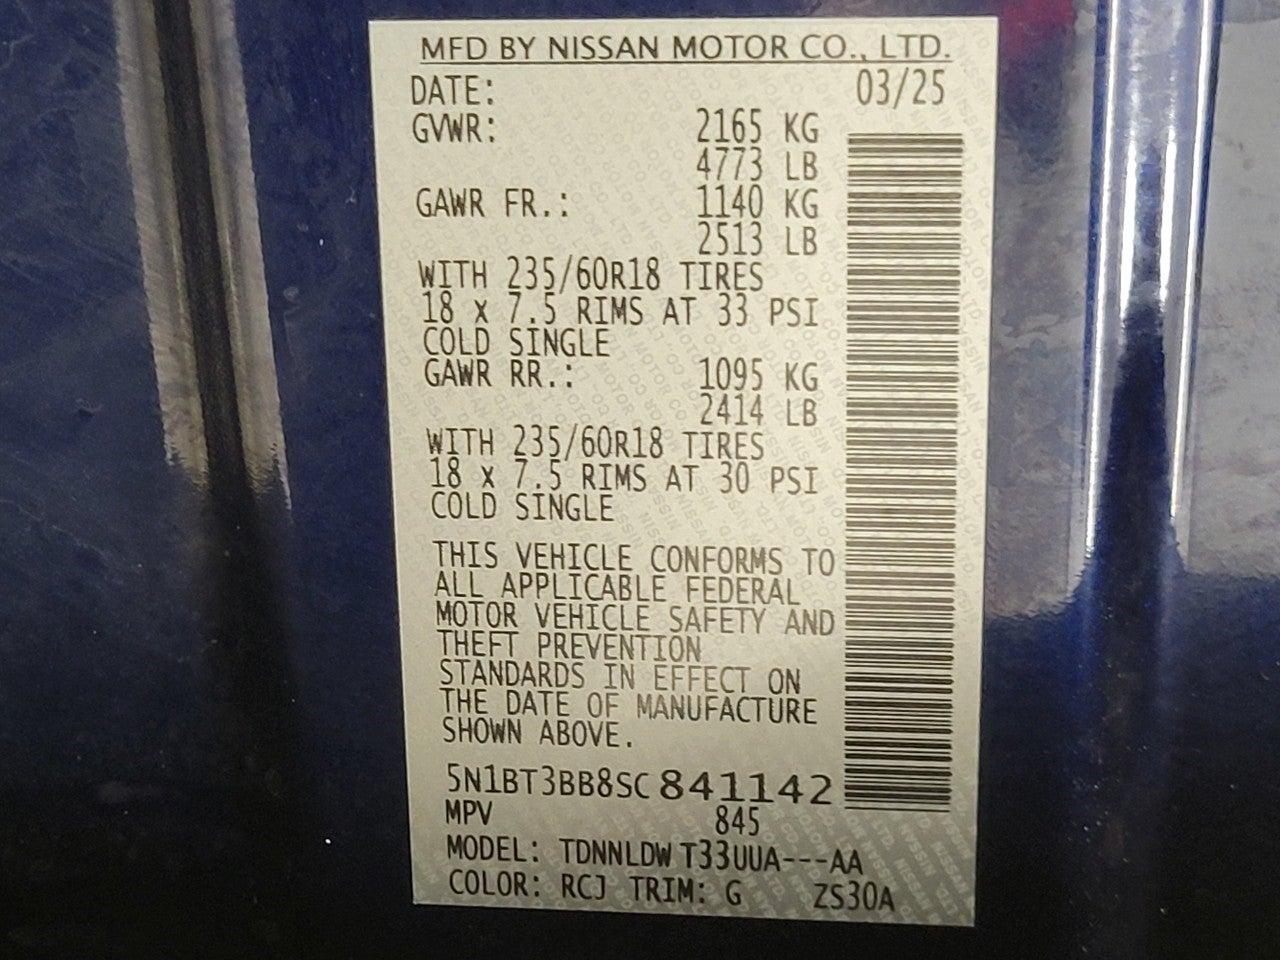 MFD BY NISSAN MOTOR CO., LTD.
DATE: 03/25
GVWR: 2165 KG
4773 LB
GAWR FR.: 1140 KG
2513 LB
WITH 235/60R18 TIRES
18 x 7.5 RIMS AT 33 PSI
COLD SINGLE
GAWR RR.: 1095 KG
2414 LB
WITH 235/60R18 TIRES
18 x 7.5 RIMS AT 30 PSI
COLD SINGLE
THIS VEHICLE CONFORMS TO
ALL APPLICABLE FEDERAL
MOTOR VEHICLE SAFETY AND
THEFT PREVENTION
STANDARDS IN EFFECT ON
THE DATE OF MANUFACTURE
SHOWN ABOVE.
5N1BT3BB8SC841142
MPV 845
MODEL: TDNNLDW T33UUA---AA
COLOR: RCJ TRIM: G ZS30A